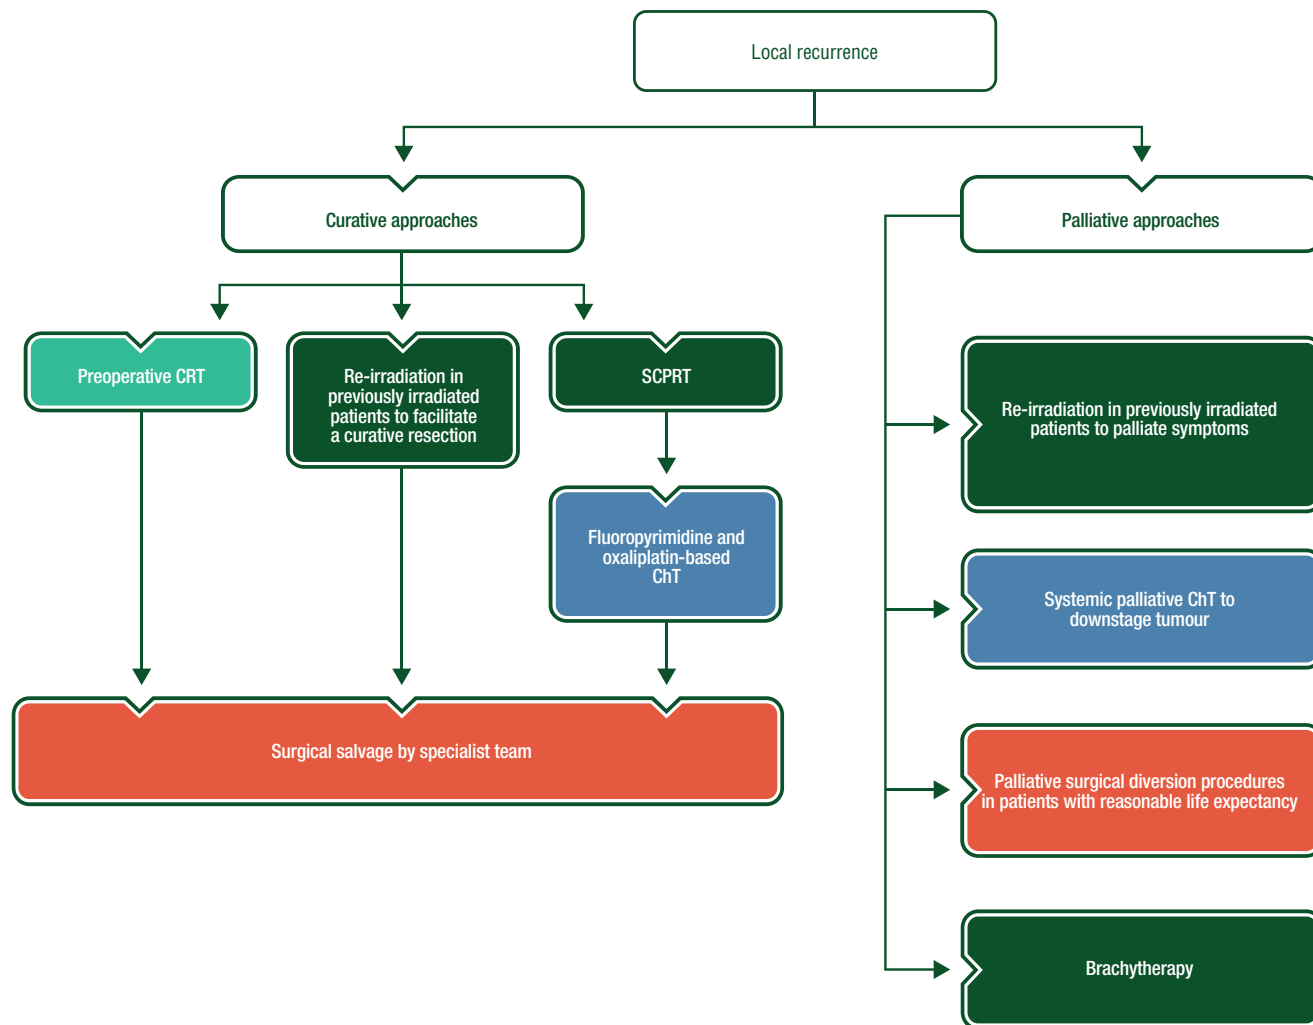 Local recurrence
Curative approaches
Palliative approaches
Preoperative CRT
Re-irradiation in
previously irradiated
patients to facilitate
a curative resection
SCPRT
Fluoropyrimidine and
oxaliplatin-based
ChT
Surgical salvage by specialist team
Re-irradiation in previously irradiated
patients to palliate symptoms
Systemic palliative ChT to
downstage tumour
Palliative surgical diversion procedures
in patients with reasonable life expectancy
Brachytherapy